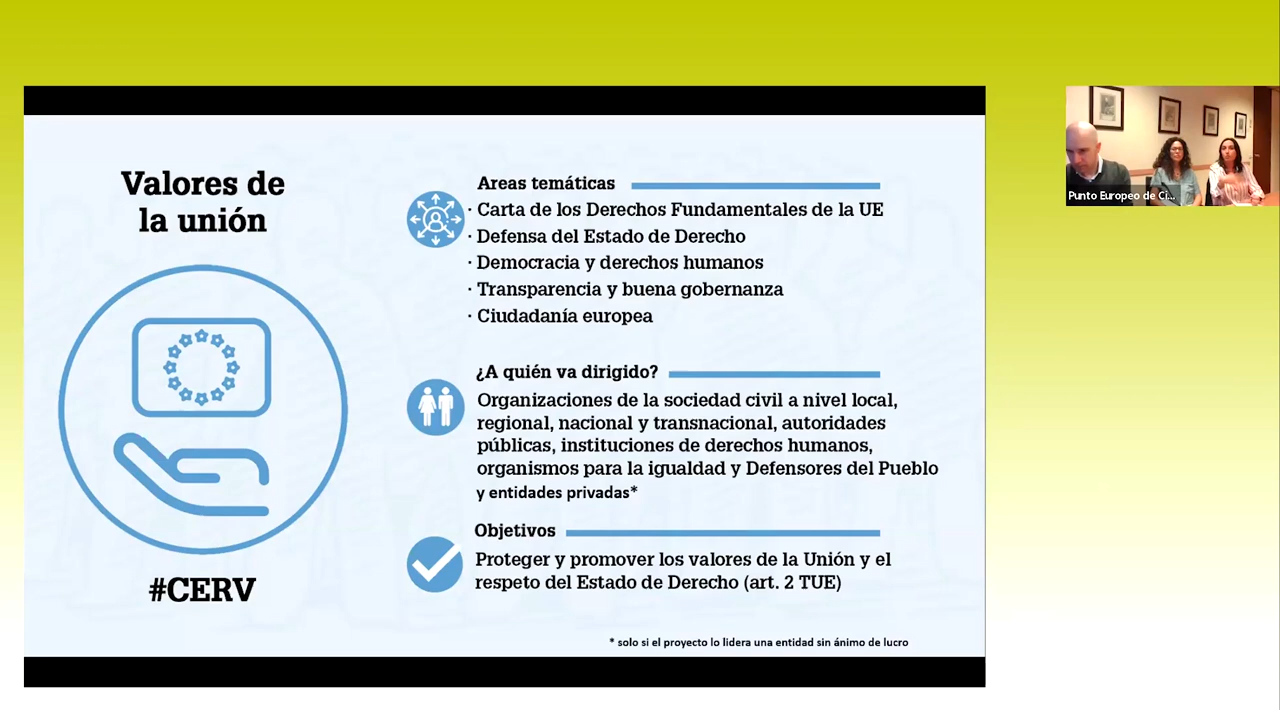 Valores de
la unión
#CERV
Areas temáticas
· Carta de los Derechos Fundamentales de la UE
· Defensa del Estado de Derecho
· Democracia y derechos humanos
· Transparencia y buena gobernanza
· Ciudadanía europea
¿A quién va dirigido?
Organizaciones de la sociedad civil a nivel local,
regional, nacional y transnacional, autoridades
públicas, instituciones de derechos humanos,
organismos para la igualdad y Defensores del Pueblo
y entidades privadas*
Objetivos
Proteger y promover los valores de la Unión y el
respeto del Estado de Derecho (art. 2 TUE)
* solo si el proyecto lo lidera una entidad sin ánimo de lucro
Punto Europeo de Ci...